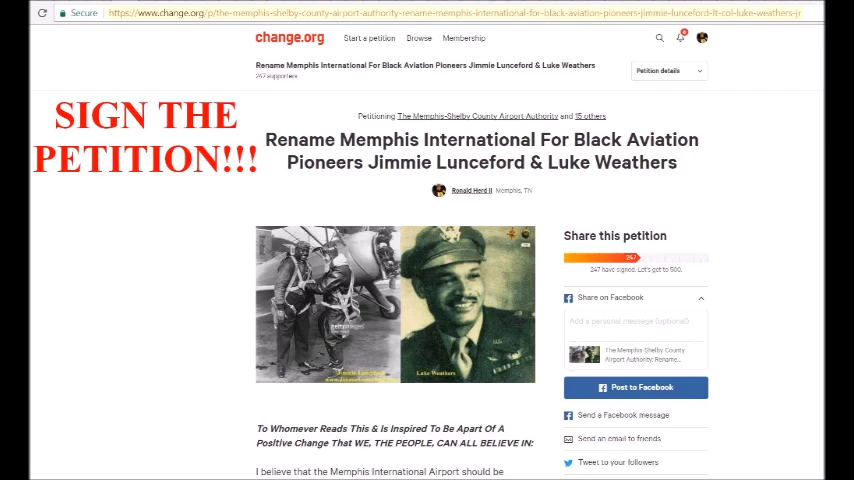 Secure
https://www.change.org/p/the-memphis-shelby-county-airport-authority-rename-memphis-international-for-black-aviation-pioneers-jimmie-lunceford-lt-col-luke-weathers-jr
change.org
Start a petition
Browse
Membership
Rename Memphis International For Black Aviation Pioneers Jimmie Lunceford & Luke Weathers
247 supporters
Petition details
SIGN THE
PETITION!!!
Petitioning The Memphis-Shelby County Airport Authority and 15 others
Rename Memphis International For Black Aviation
Pioneers Jimmie Lunceford & Luke Weathers
Ronald Herd II Memphis, TN
gettyimages
Luke Weathers
Share this petition
247
247 have signed. Let's get to 500.
Share on Facebook
Add a personal message (optional)
The Memphis-Shelby County
Airport Authority: Rename...
Post to Facebook
Send a Facebook message
Send an email to friends
Tweet to your followers
To Whomever Reads This & Is Inspired To Be Apart Of A
Positive Change That WE, THE PEOPLE, CAN ALL BELIEVE IN:
I believe that the Memphis International Airport should be